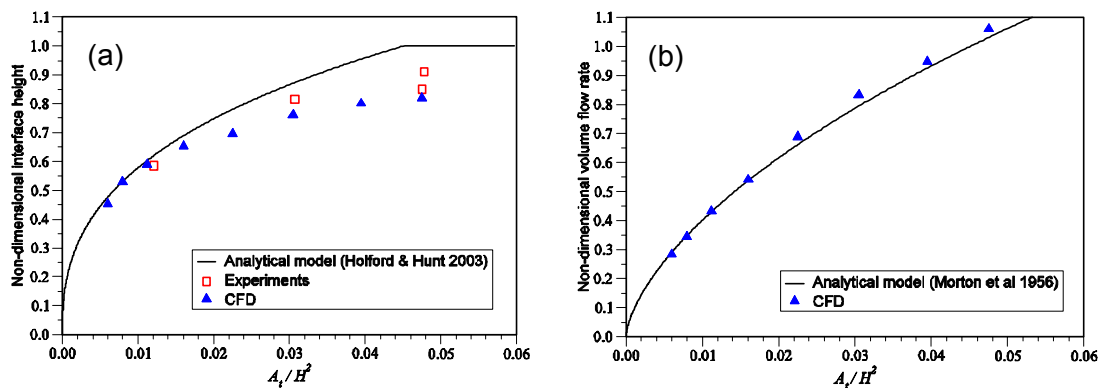 (a)
Non-dimensional interface height
1.1
1.0
0.9
0.8
0.7
0.6
0.5
0.4
0.3
0.2
0.1
0.0
Analytical model (Holford & Hunt 2003)
Experiments
CFD
0.00 0.01 0.02 0.03 0.04 0.05 0.06
A_t / H^2
(b)
Non-dimensional volume flow rate
1.1
1.0
0.9
0.8
0.7
0.6
0.5
0.4
0.3
0.2
0.1
0.0
Analytical model (Morton et al 1956)
CFD
0.00 0.01 0.02 0.03 0.04 0.05 0.06
A_t / H^2